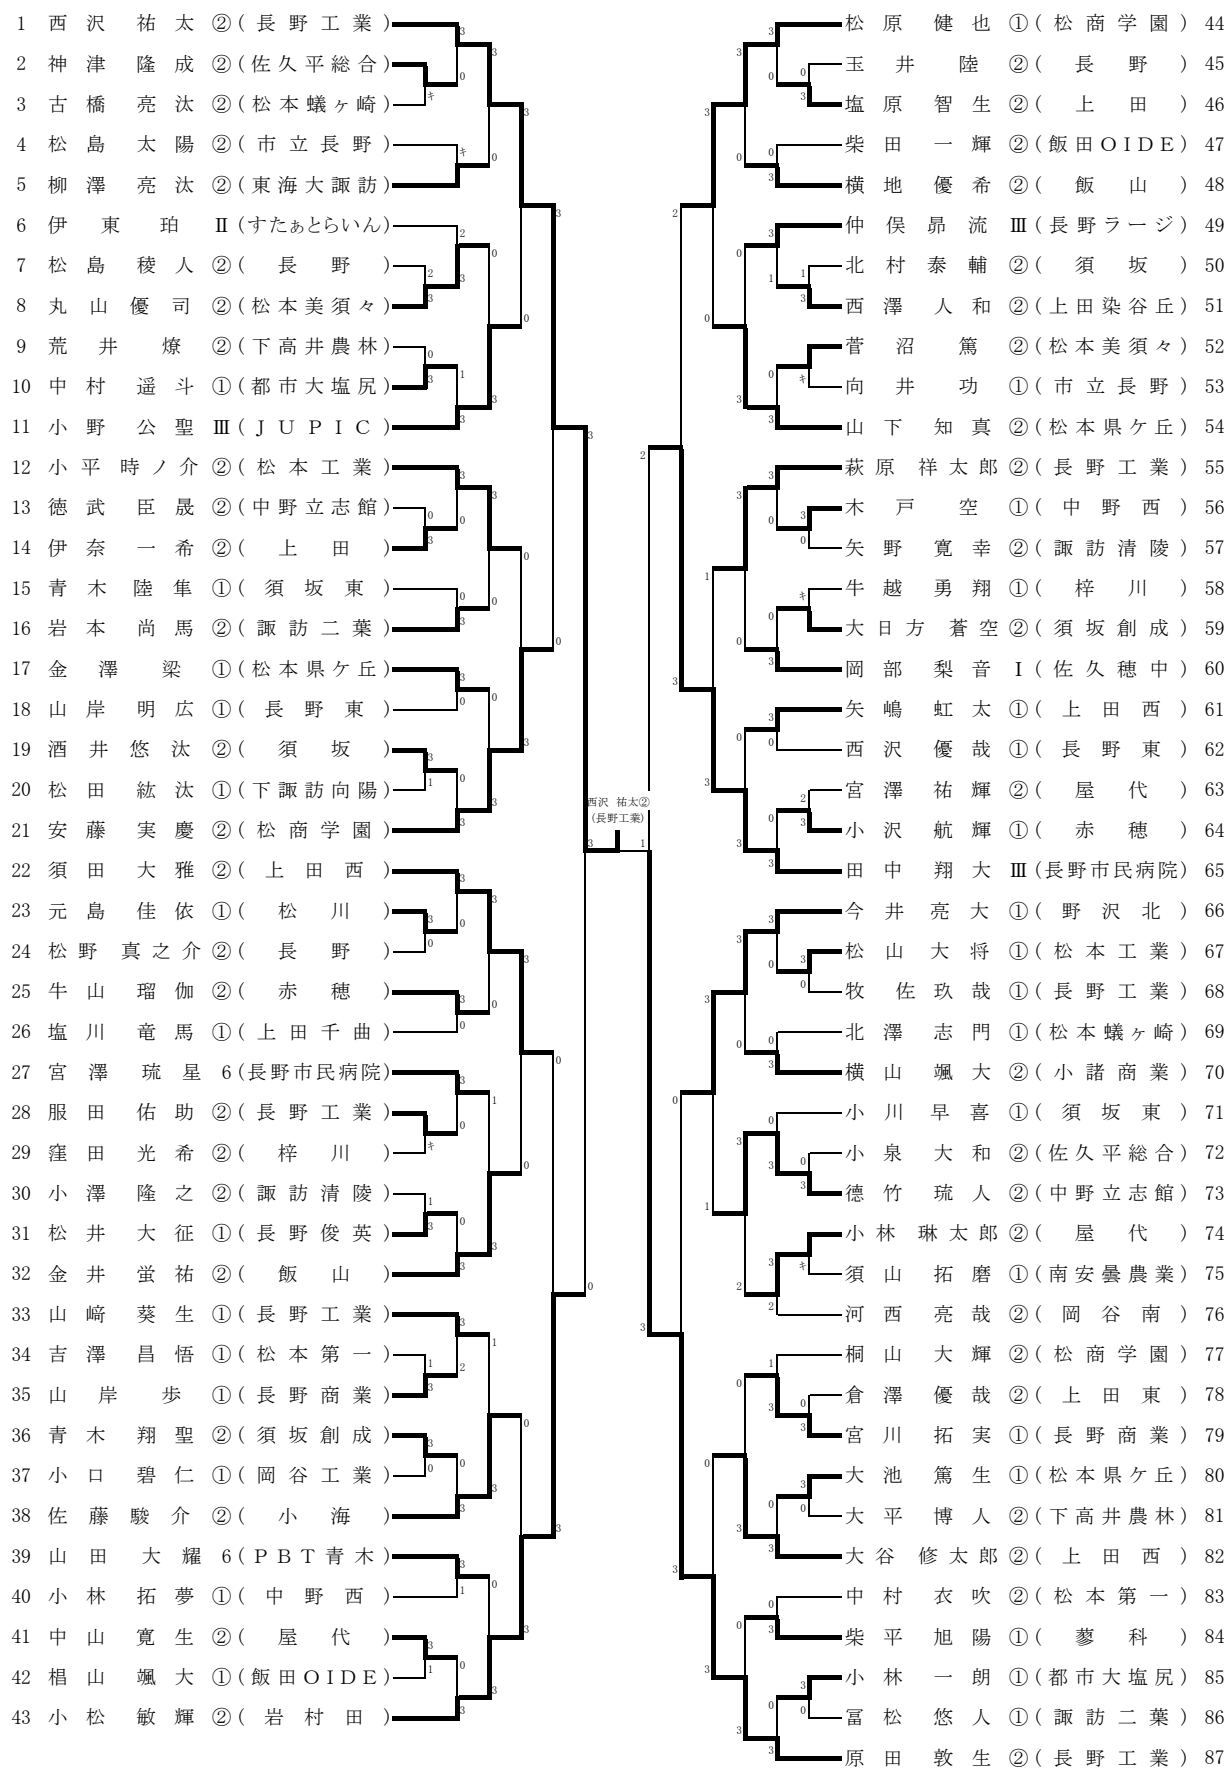 1 西沢 祐太 ② (長野工業)
2 神津 隆成 ② (佐久平総合)
3 古橋 亮汰 ② (松本蟻ヶ崎)
4 松島 太陽 ② (市立長野)
5 柳澤 亮汰 ② (東海大諏訪)
6 伊東 珀 Ⅱ (すたぁとらいん)
7 松島 稜人 ② (長野)
8 丸山 優司 ② (松本美須々)
9 荒井 燎 ② (下高井農林)
10 中村 遥斗 ① (都市大塩尻)
11 小野 公聖 Ⅲ (JUPIC)
12 小平 時ノ介 ② (松本工業)
13 徳武 臣晟 ② (中野立志館)
14 伊奈 一希 ② (上田)
15 青木 陸隼 ① (須坂東)
16 岩本 尚馬 ② (諏訪二葉)
17 金澤 梁 ① (松本県ケ丘)
18 山岸 明広 ① (長野東)
19 酒井 悠汰 ② (須坂)
20 松田 紘汰 ① (下諏訪向陽)
21 安藤 実慶 ② (松商学園)
22 須田 大雅 ② (上田西)
23 元島 佳依 ① (松川)
24 松野 真之介 ② (長野)
25 牛山 瑠伽 ② (赤穂)
26 塩川 竜馬 ① (上田千曲)
27 宮澤 琉星 6 (長野市民病院)
28 服田 佑助 ② (長野工業)
29 窪田 光希 ② (梓川)
30 小澤 隆之 ② (諏訪清陵)
31 松井 大征 ① (長野俊英)
32 金井 蛍祐 ② (飯山)
33 山﨑 葵生 ① (長野工業)
34 吉澤 昌悟 ① (松本第一)
35 山岸 歩 ① (長野商業)
36 青木 翔聖 ② (須坂創成)
37 小口 碧仁 ① (岡谷工業)
38 佐藤 駿介 ② (小海)
39 山田 大耀 6 (PBT青木)
40 小林 拓夢 ① (中野西)
41 中山 寛生 ② (屋代)
42 椙山 颯大 ① (飯田OIDE)
43 小松 敏輝 ② (岩村田)
西沢 祐太②
(長野工業)
松原 健也 ① (松商学園) 44
玉井 陸 ② (長野) 45
塩原 智生 ② (上田) 46
柴田 一輝 ② (飯田OIDE) 47
横地 優希 ② (飯山) 48
仲俣 昴流 Ⅲ (長野ラージ) 49
北村 泰輔 ② (須坂) 50
西澤 人和 ② (上田染谷丘) 51
菅沼 篤 ② (松本美須々) 52
向井 功 ① (市立長野) 53
山下 知真 ② (松本県ケ丘) 54
萩原 祥太郎 ② (長野工業) 55
木戸 空 ① (中野西) 56
矢野 寛幸 ② (諏訪清陵) 57
牛越 勇翔 ① (梓川) 58
大日方 蒼空 ② (須坂創成) 59
岡部 梨音 Ⅰ (佐久穂中) 60
矢嶋 虹太 ① (上田西) 61
西沢 優哉 ① (長野東) 62
宮澤 祐輝 ② (屋代) 63
小沢 航輝 ① (赤穂) 64
田中 翔大 Ⅲ (長野市民病院) 65
今井 亮大 ① (野沢北) 66
松山 大将 ① (松本工業) 67
牧 佐玖哉 ① (長野工業) 68
北澤 志門 ① (松本蟻ヶ崎) 69
横山 颯大 ② (小諸商業) 70
小川 早喜 ① (須坂東) 71
小泉 大和 ② (佐久平総合) 72
德竹 琉人 ② (中野立志館) 73
小林 琳太郎 ② (屋代) 74
須山 拓磨 ① (南安曇農業) 75
河西 亮哉 ② (岡谷南) 76
桐山 大輝 ② (松商学園) 77
倉澤 優哉 ② (上田東) 78
宮川 拓実 ① (長野商業) 79
大池 篤生 ① (松本県ケ丘) 80
大平 博人 ② (下高井農林) 81
大谷 修太郎 ② (上田西) 82
中村 衣吹 ② (松本第一) 83
柴平 旭陽 ① (蓼科) 84
小林 一朗 ① (都市大塩尻) 85
冨松 悠人 ① (諏訪二葉) 86
原田 敦生 ② (長野工業) 87